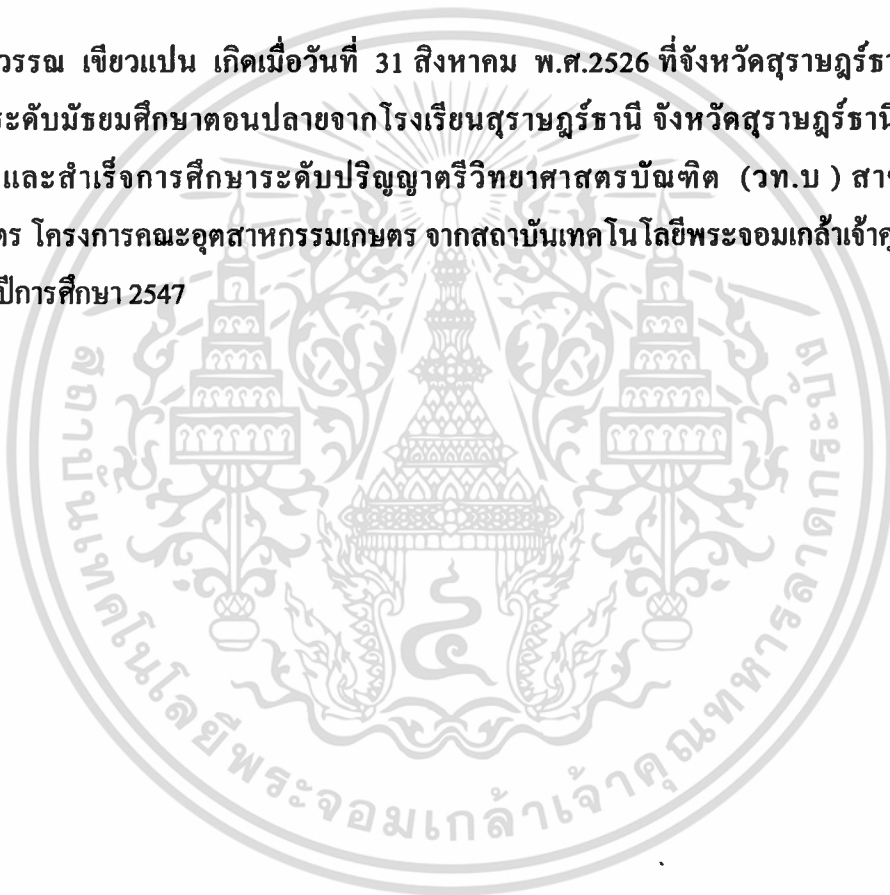 วรรณ เขียวแปน เกิดเมื่อวันที่ 31 สิงหาคม พ.ศ.2526 ที่จังหวัดสุราษฎร์ธา
ระดับมัธยมศึกษาตอนปลายจากโรงเรียนสุราษฎร์ธานี จังหวัดสุราษฎร์ธานี
และสำเร็จการศึกษาระดับปริญญาตรีวิทยาศาสตรบัณฑิต (วท.บ ) สาข
ตร โครงการคณะอุตสาหกรรมเกษตร จากสถาบันเทคโนโลยีพระจอมเกล้าเจ้าคุ
ปีการศึกษา 2547
สถาบันเทคโนโลยีพระจอมเกล้าเจ้าคุณทหารลาดกระบัง